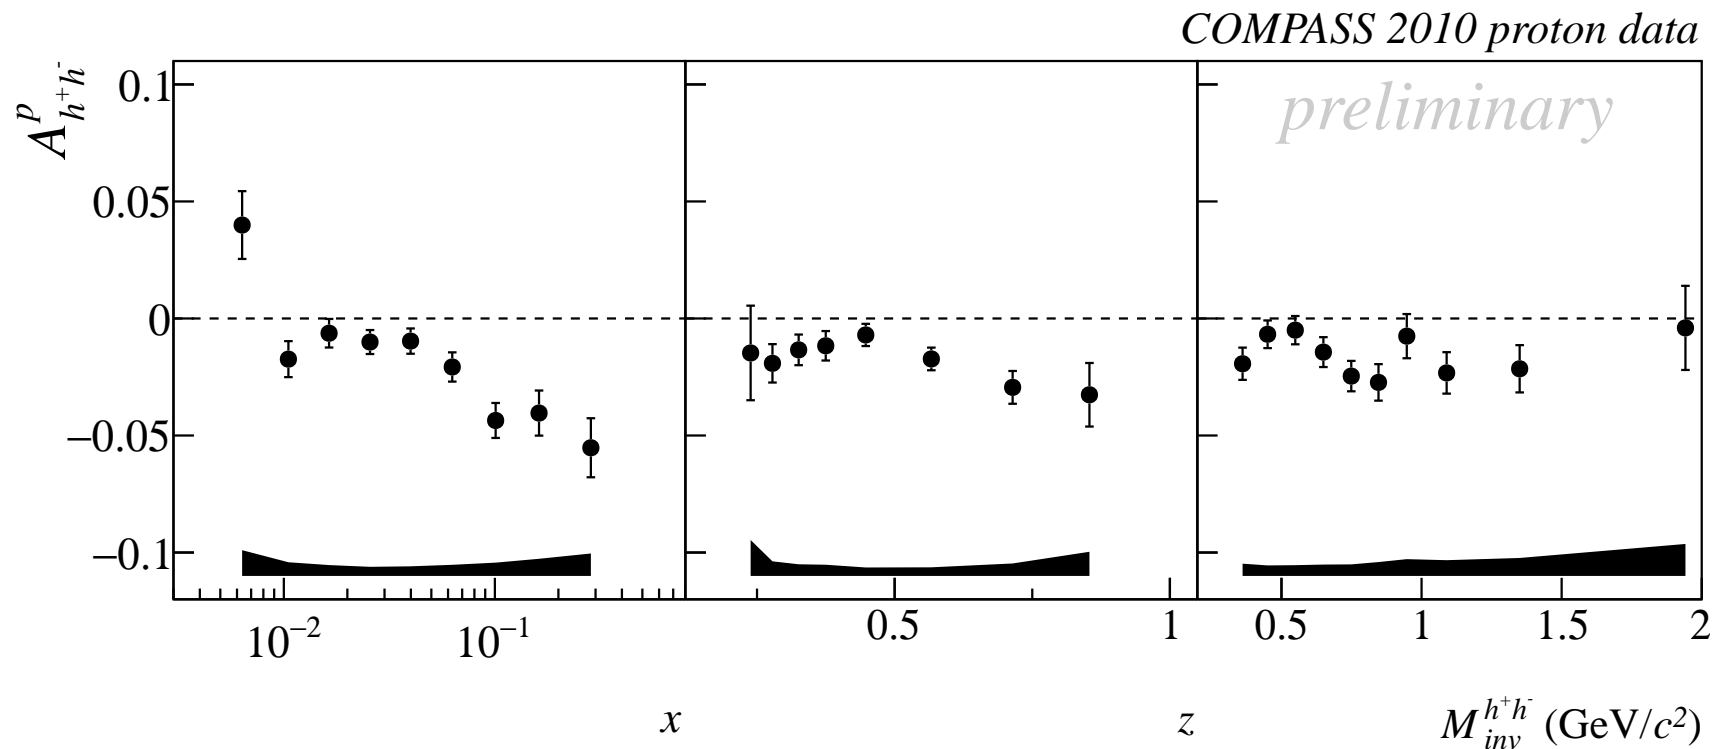 COMPASS 2010 proton data
preliminary
A^p_{h^+h^-}
0.1
0.05
0
−0.05
−0.1
10^{−2} 10^{−1}
0.5 1
0.5 1 1.5 2
x
z
M^{h^+h^-}_{inv} (GeV/c^2)